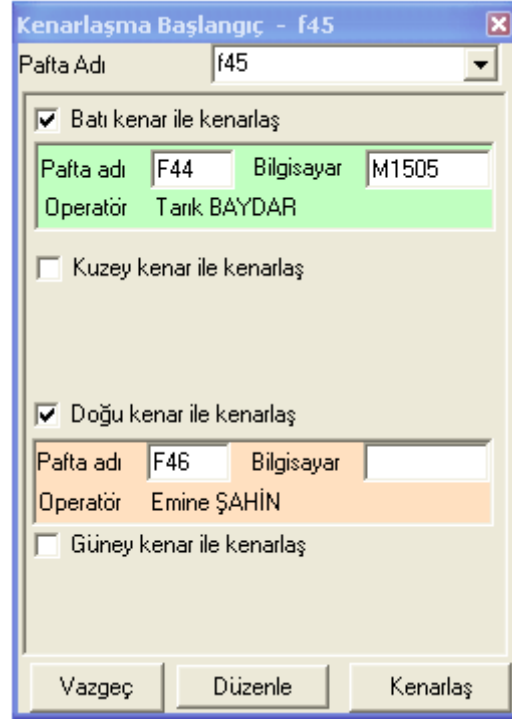 Kenarlaşma Başlangıç - f45
Pafta Adı f45
Batı kenar ile kenarlaş
Pafta adı F44 Bilgisayar M1505
Operatör Tarık BAYDAR
Kuzey kenar ile kenarlaş
Doğu kenar ile kenarlaş
Pafta adı F46 Bilgisayar
Operatör Emine ŞAHİN
Güney kenar ile kenarlaş
Vazgeç Düzenle Kenarlaş